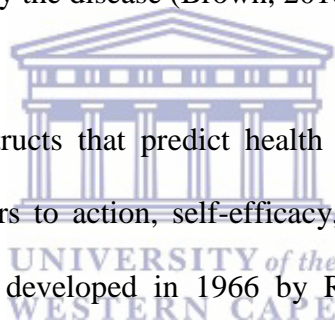 y the disease (Brown, 201
ructs that predict health
rs to action, self-efficacy,
UNIVERSITY of the
developed in 1966 by R
WESTERN CAPE